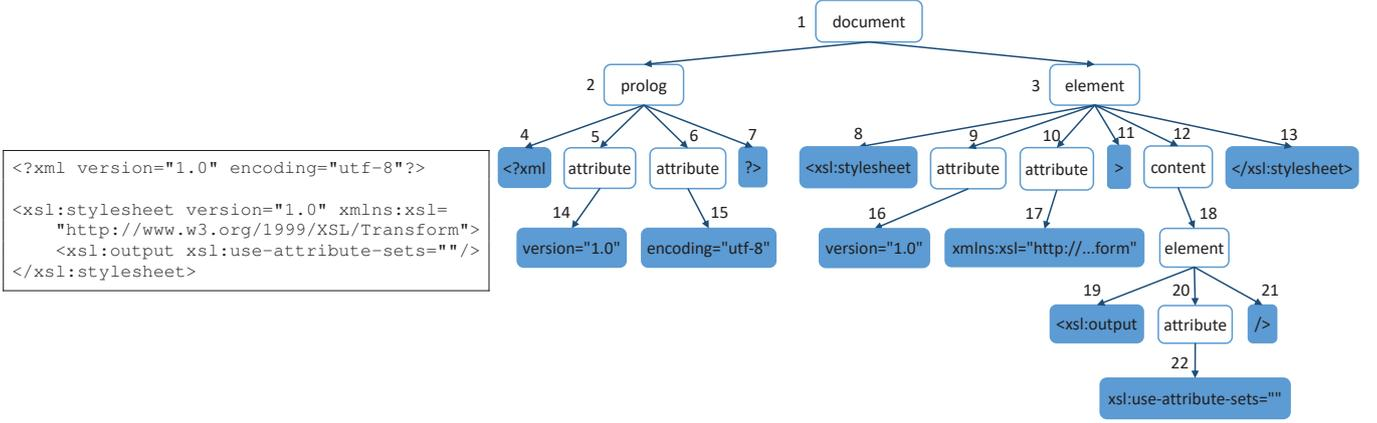 <?xml version="1.0" encoding="utf-8"?>
<xsl:stylesheet version="1.0" xmlns:xsl=
"http://www.w3.org/1999/XSL/Transform">
<xsl:output xsl:use-attribute-sets=""/>
</xsl:stylesheet>
1 document
2 prolog
3 element
4 5 6 7 8 9 10 11 12 13
<?xml attribute attribute ?> <xsl:stylesheet attribute attribute > content </xsl:stylesheet>
14 15 16 17 18
version="1.0" encoding="utf-8" version="1.0" xmlns:xsl="http://...form" element
19 20 21
<xsl:output attribute />
22
xsl:use-attribute-sets=""